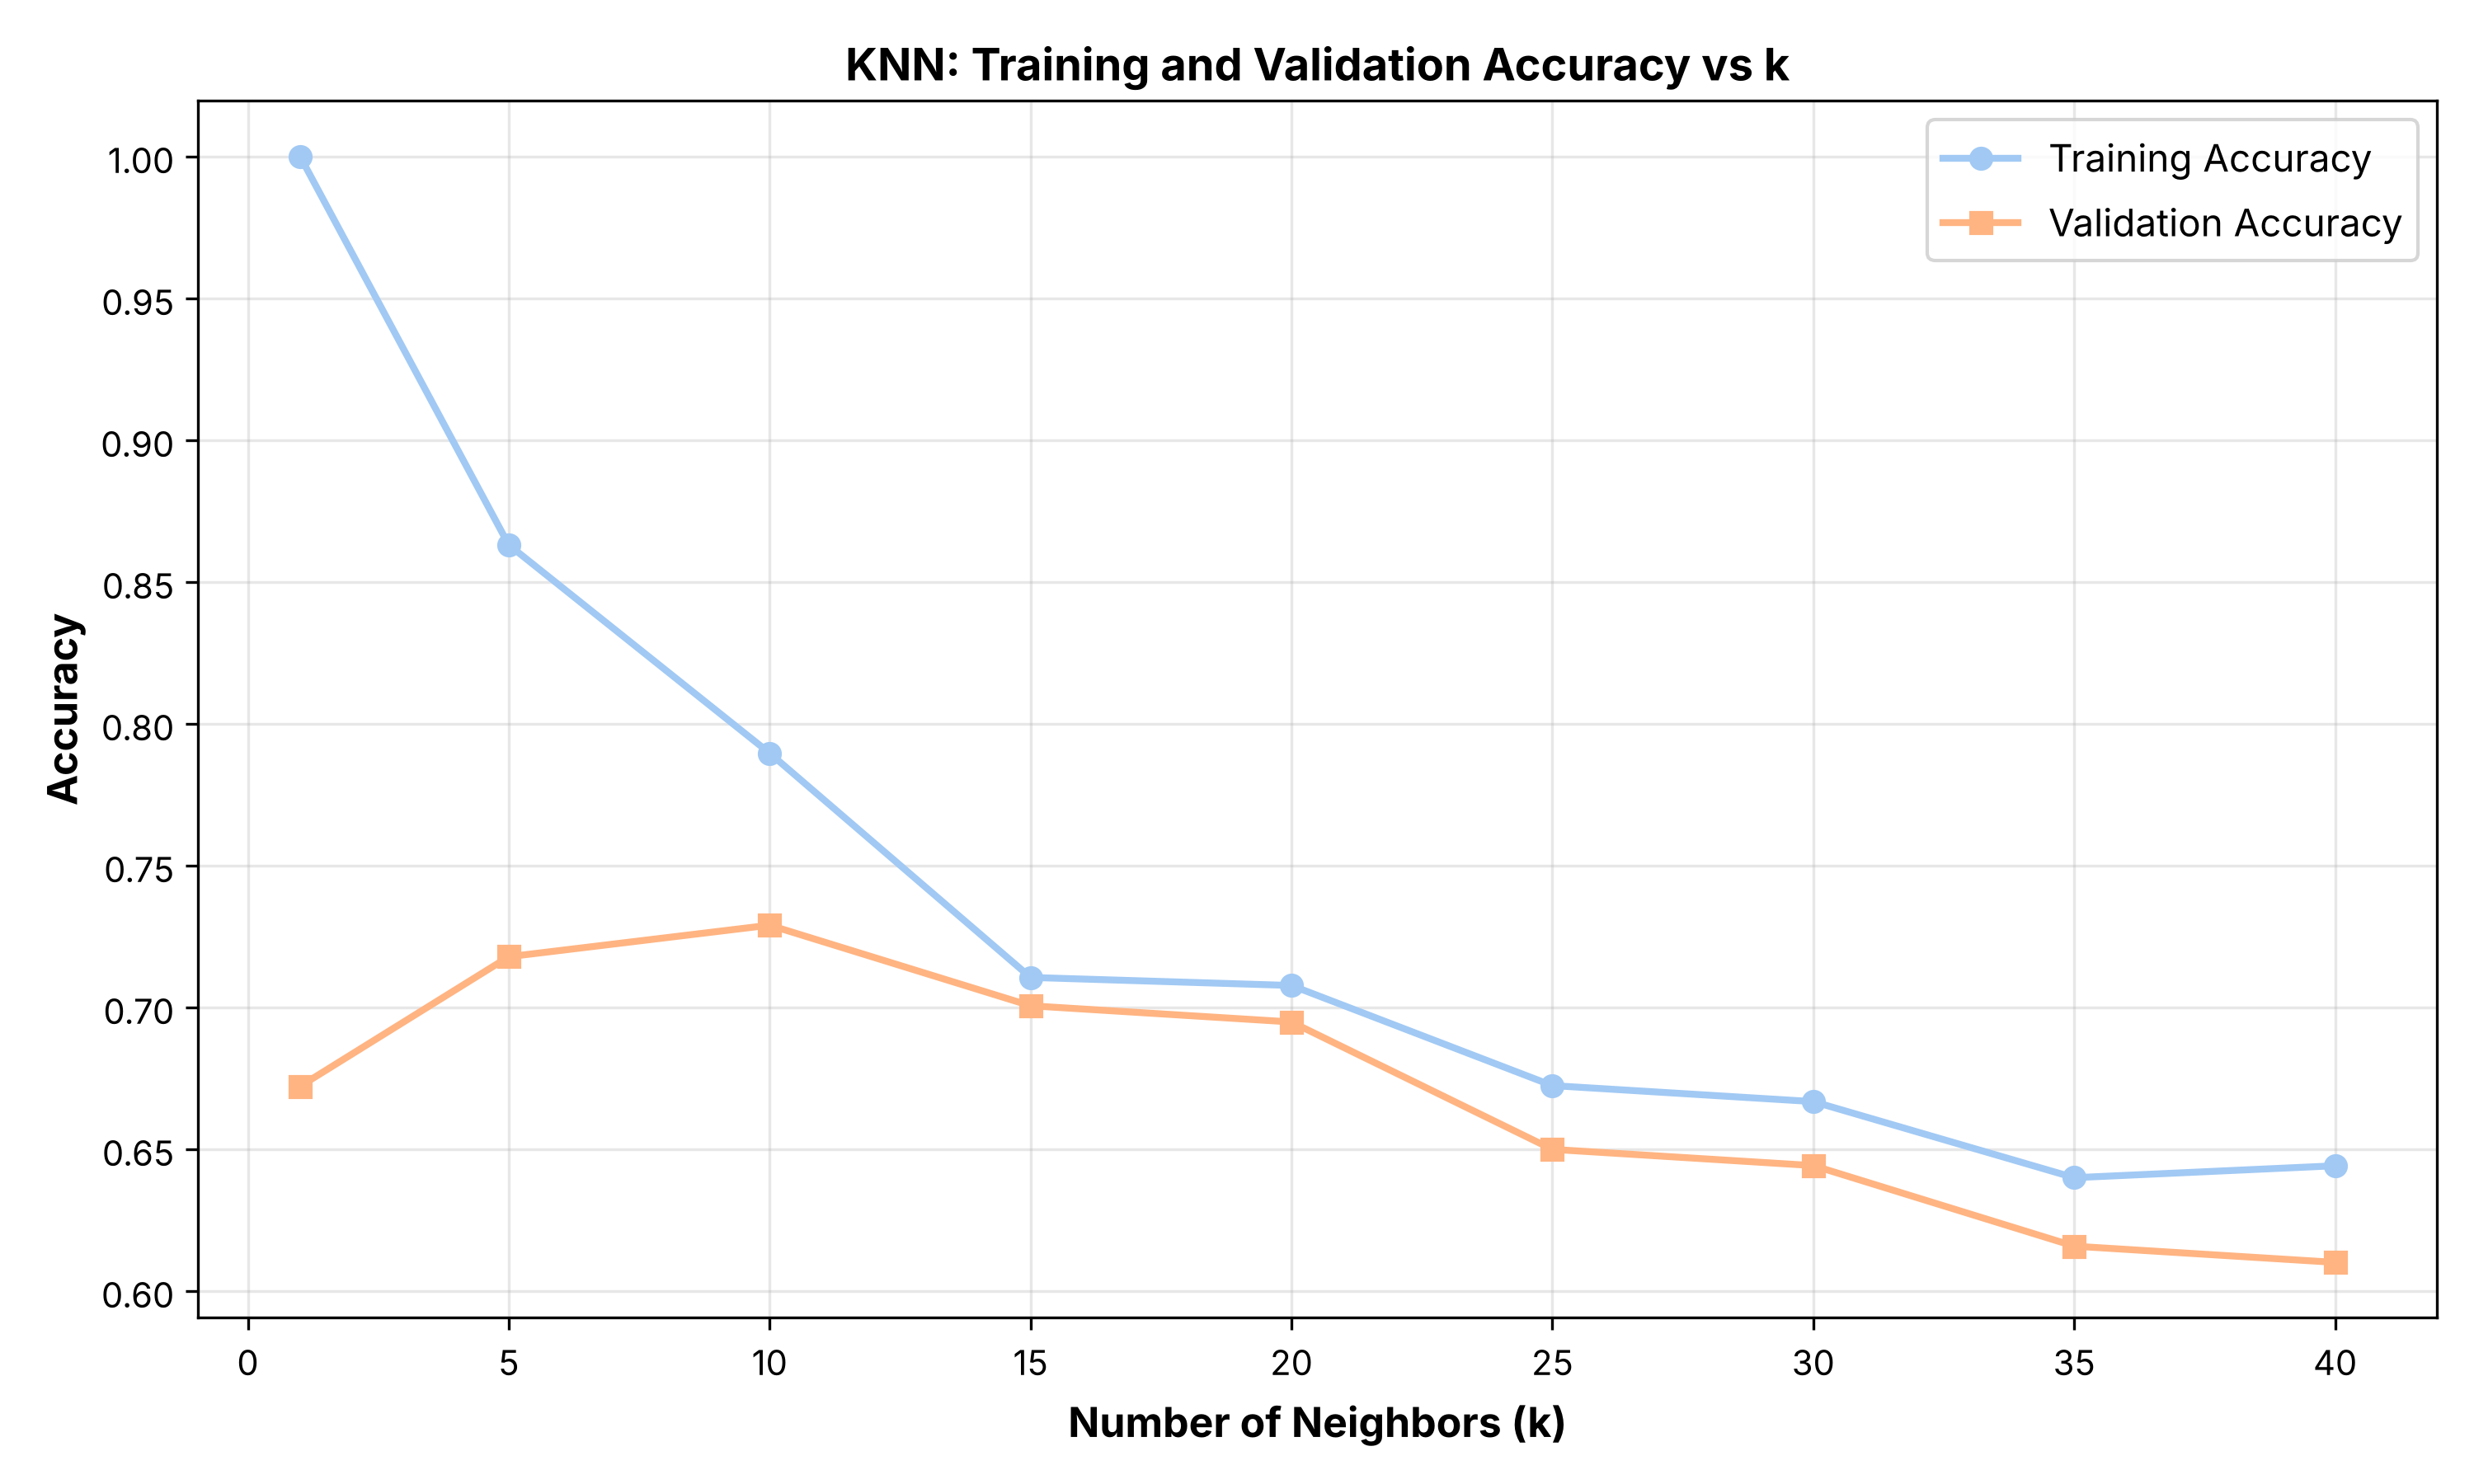 KNN: Training and Validation Accuracy vs k
Training Accuracy
Validation Accuracy
Accuracy
1.00
0.95
0.90
0.85
0.80
0.75
0.70
0.65
0.60
0 5 10 15 20 25 30 35 40
Number of Neighbors (k)